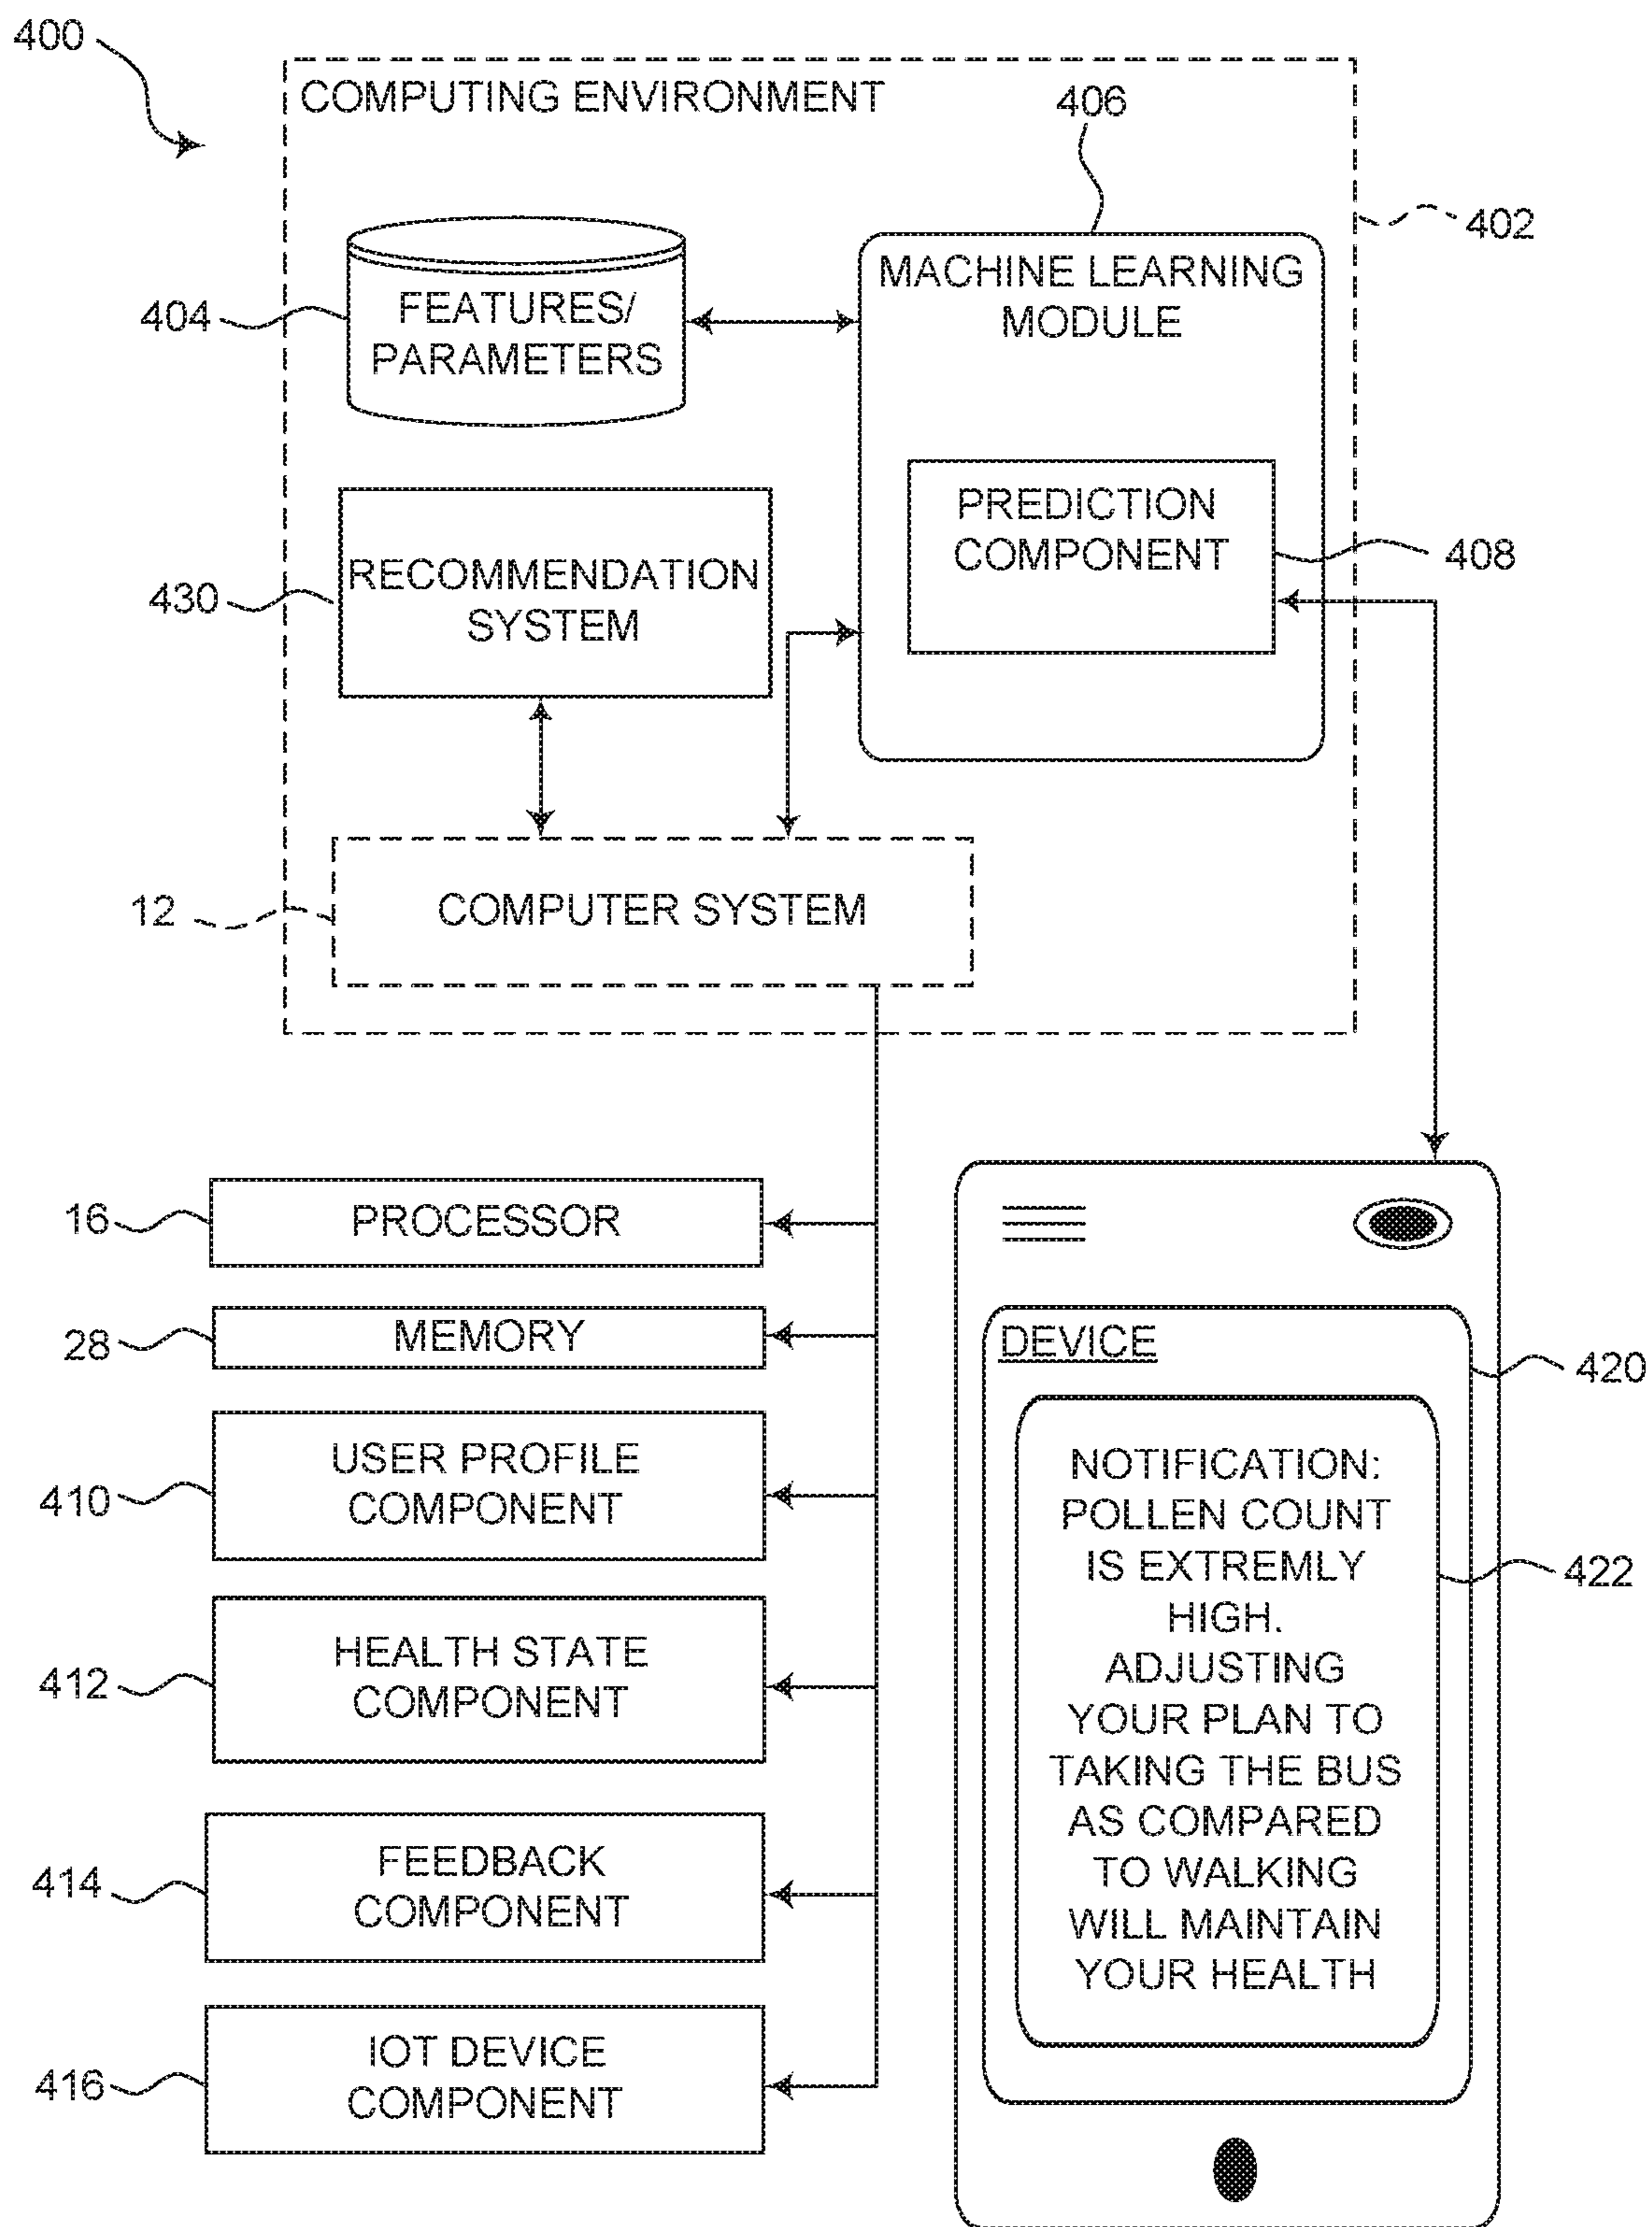 400
COMPUTING ENVIRONMENT
406
402
MACHINE LEARNING
MODULE
404
FEATURES/
PARAMETERS
PREDICTION
COMPONENT
408
430
RECOMMENDATION
SYSTEM
12
COMPUTER SYSTEM
16
PROCESSOR
28
MEMORY
410
USER PROFILE
COMPONENT
412
HEALTH STATE
COMPONENT
414
FEEDBACK
COMPONENT
416
IOT DEVICE
COMPONENT
DEVICE
420
NOTIFICATION:
POLLEN COUNT
IS EXTREMLY
HIGH.
ADJUSTING
YOUR PLAN TO
TAKING THE BUS
AS COMPARED
TO WALKING
WILL MAINTAIN
YOUR HEALTH
422